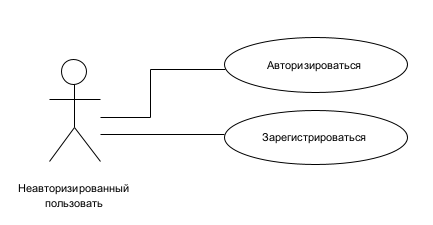 Авторизироваться
Зарегистрироваться
Неавторизированный
пользовать